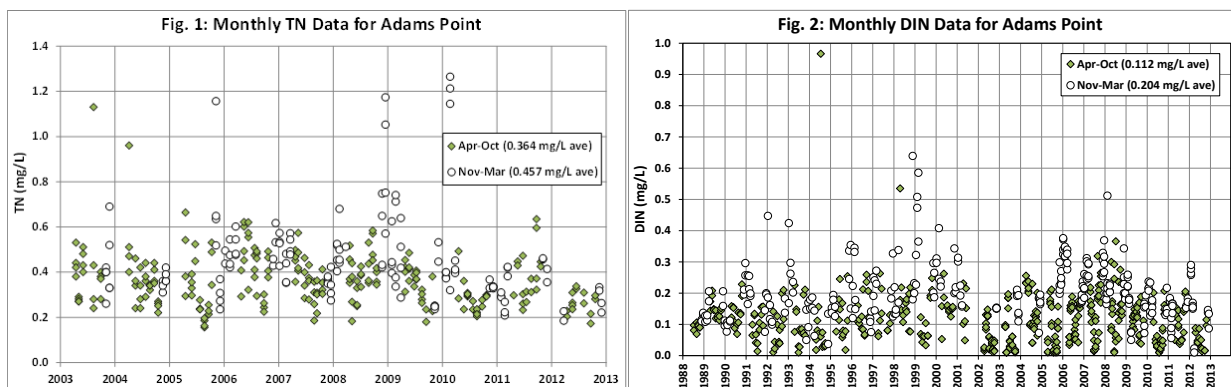 Fig. 1: Monthly TN Data for Adams Point
1.4
1.2
1.0
0.8
0.6
0.4
0.2
0.0
TN (mg/L)
Apr-Oct (0.364 mg/L ave)
Nov-Mar (0.457 mg/L ave)
2003 2004 2005 2006 2007 2008 2009 2010 2011 2012 2013
Fig. 2: Monthly DIN Data for Adams Point
1.0
0.9
0.8
0.7
0.6
0.5
0.4
0.3
0.2
0.1
0.0
DIN (mg/L)
Apr-Oct (0.112 mg/L ave)
Nov-Mar (0.204 mg/L ave)
1988 1989 1990 1991 1992 1993 1994 1995 1996 1997 1998 1999 2000 2001 2002 2003 2004 2005 2006 2007 2008 2009 2010 2011 2012 2013